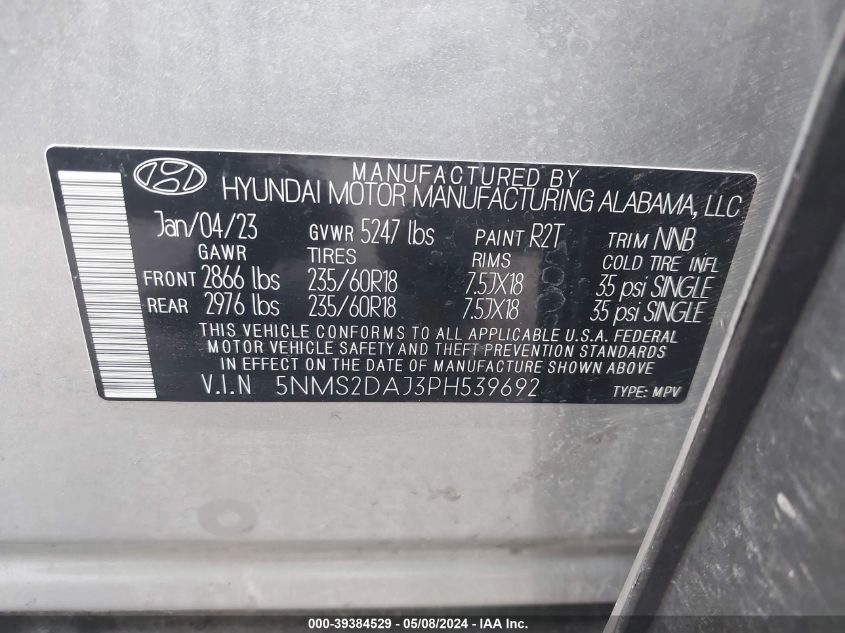 MANUFACTURED BY
HYUNDAI MOTOR MANUFACTURING ALABAMA, LLC
Jan/04/23 GVWR 5247 lbs PAINT R2T TRIM NNB
GAWR TIRES RIMS COLD TIRE INFL
FRONT 2866 lbs 235/60R18 7.5JX18 35 psi SINGLE
REAR 2976 lbs 235/60R18 7.5JX18 35 psi SINGLE
THIS VEHICLE CONFORMS TO ALL APPLICABLE U.S.A. FEDERAL
MOTOR VEHICLE SAFETY AND THEFT PREVENTION STANDARDS
IN EFFECT ON THE DATE OF MANUFACTURE SHOWN ABOVE
V.I.N 5NMS2DAJ3PH539692 TYPE: MPV
000-39384529 - 05/08/2024 - IAA Inc.